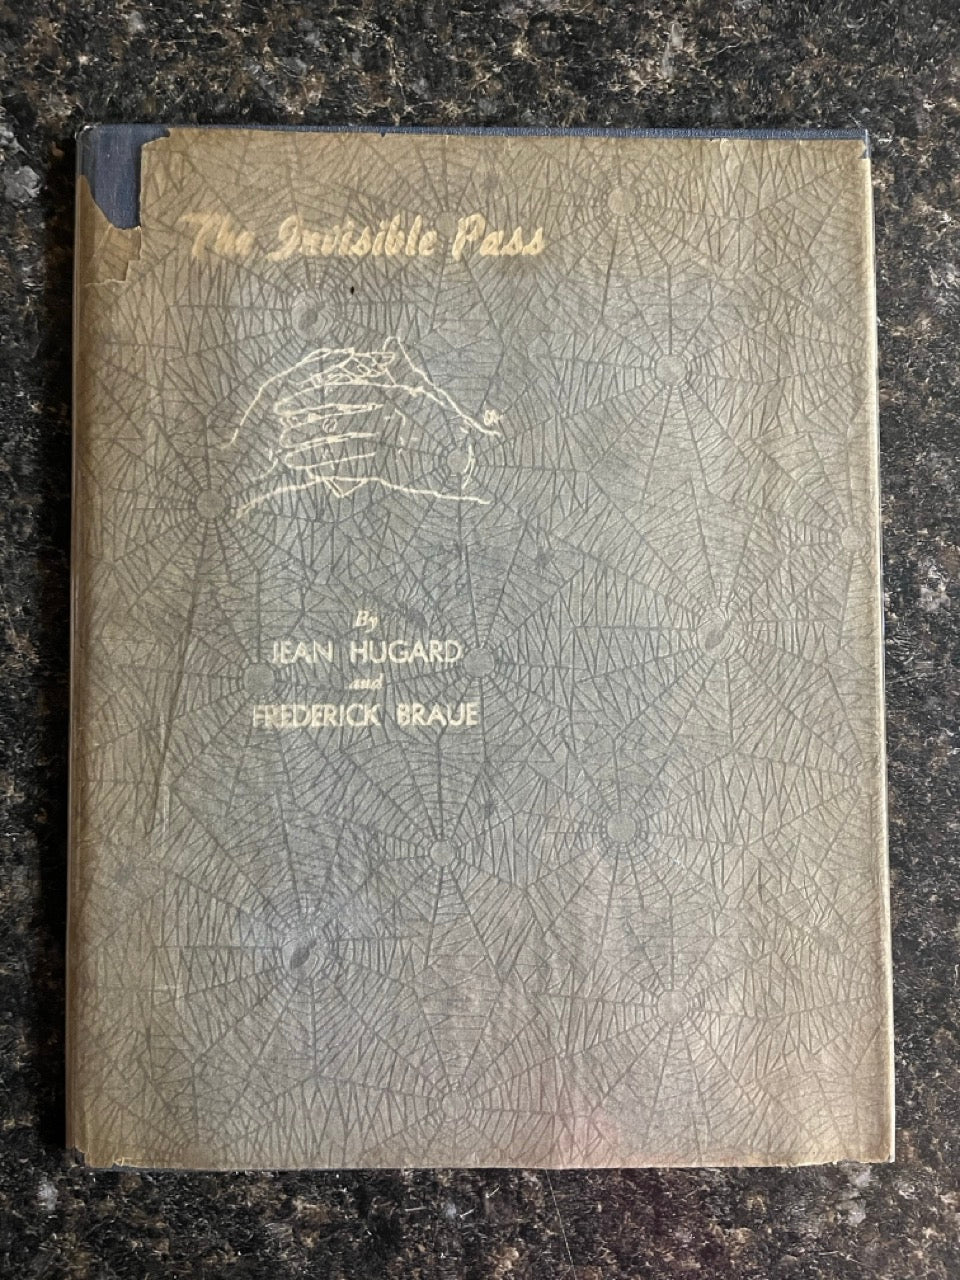 The Invisible Pass
By
JEAN HUGARD
and
FREDERICK BRAUE